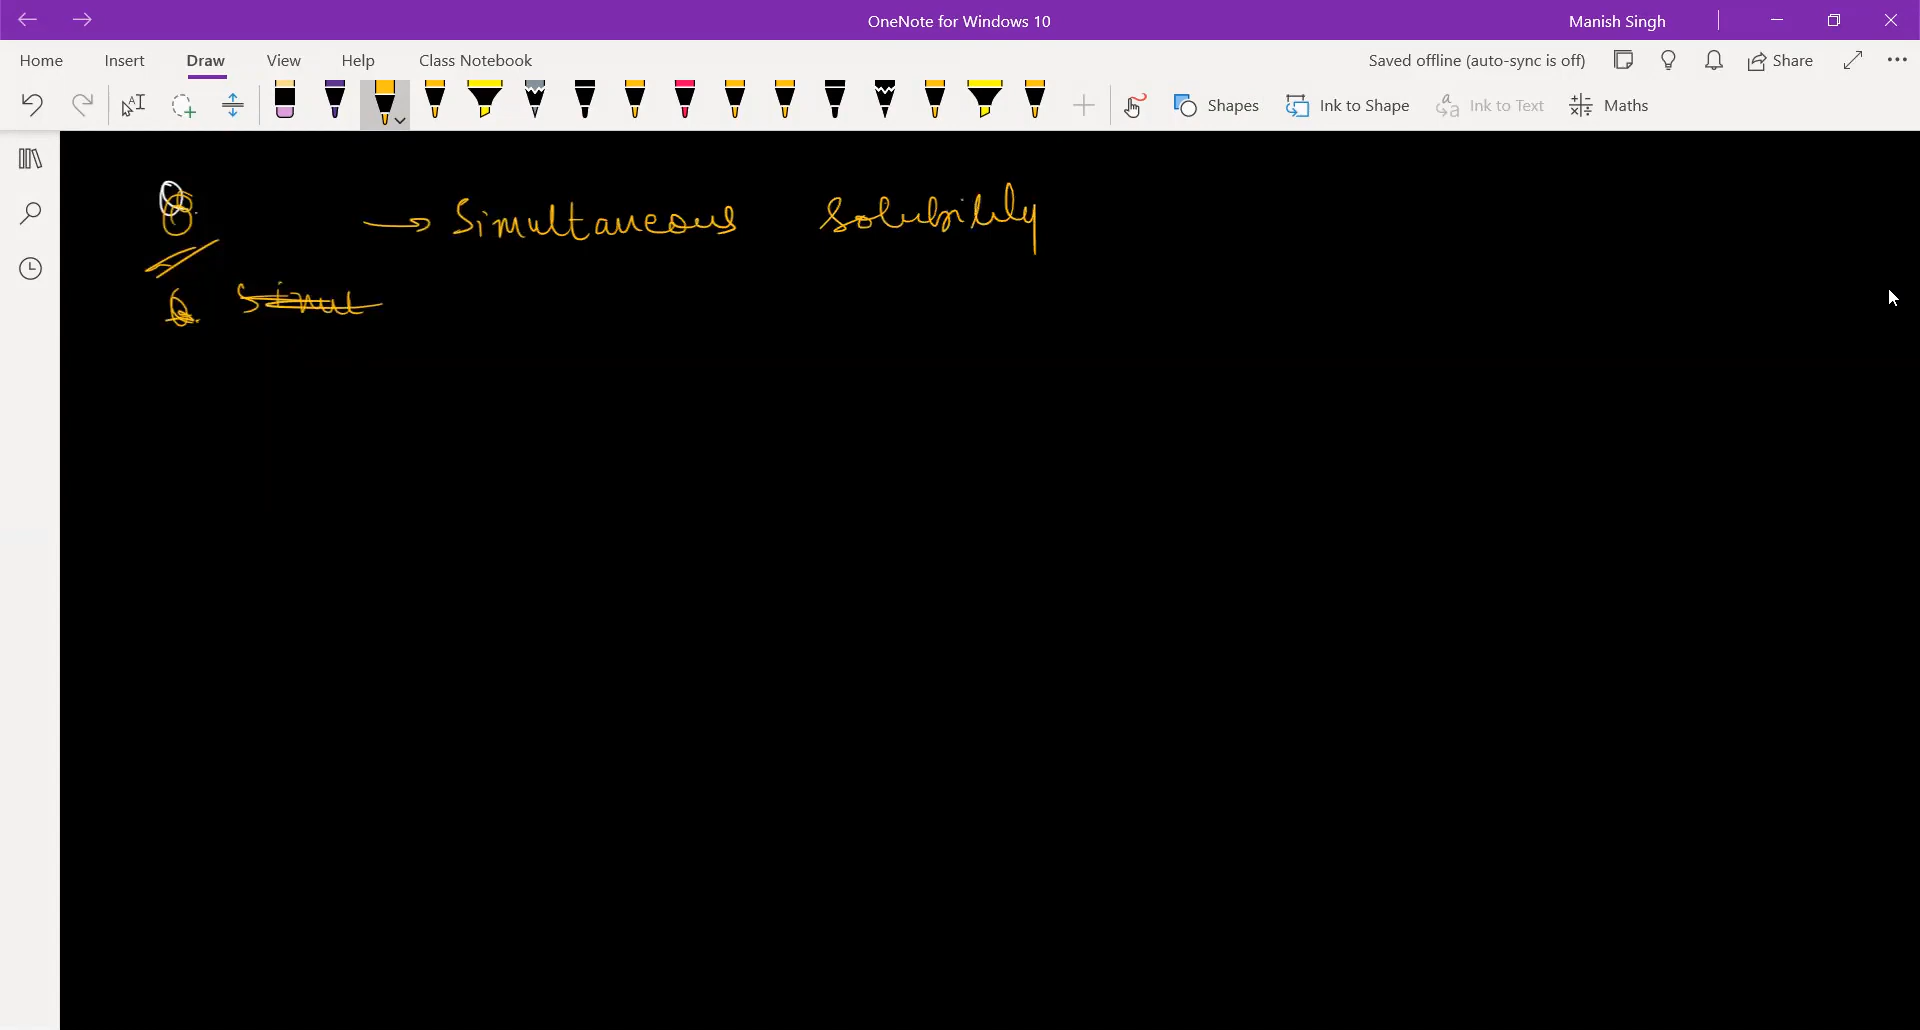 OneNote for Windows 10
Manish Singh
Home Insert Draw View Help Class Notebook
Saved offline (auto-sync is off) Share
Shapes Ink to Shape Ink to Text Maths
→ Simultaneous Solubility
Q. Simul